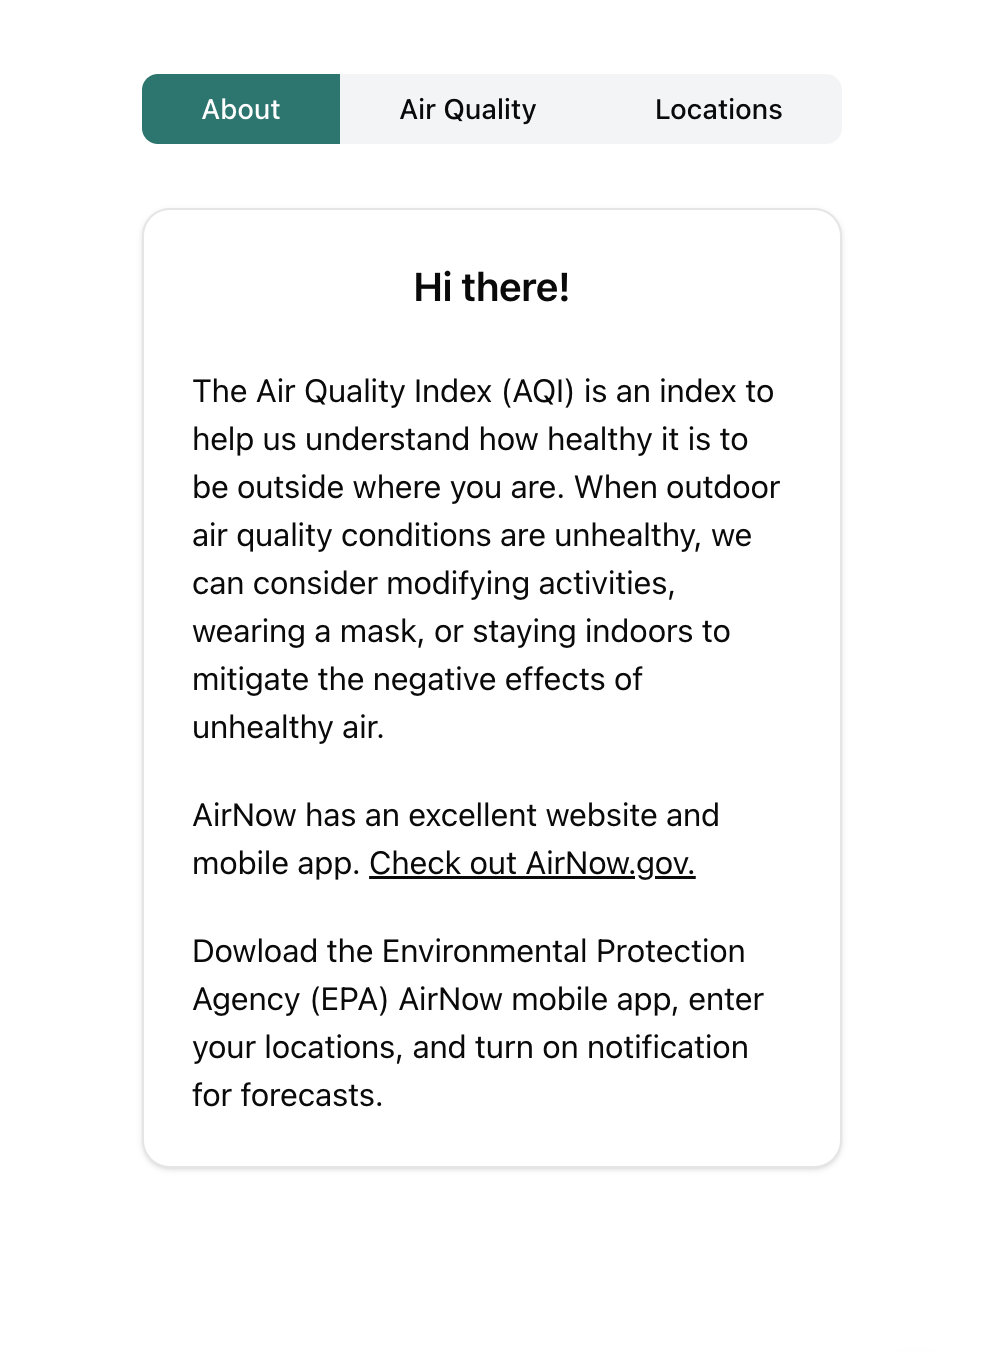 About
Air Quality
Locations
Hi there!
The Air Quality Index (AQI) is an index to
help us understand how healthy it is to
be outside where you are. When outdoor
air quality conditions are unhealthy, we
can consider modifying activities,
wearing a mask, or staying indoors to
mitigate the negative effects of
unhealthy air.
AirNow has an excellent website and
mobile app. Check out AirNow.gov.
Dowload the Environmental Protection
Agency (EPA) AirNow mobile app, enter
your locations, and turn on notification
for forecasts.